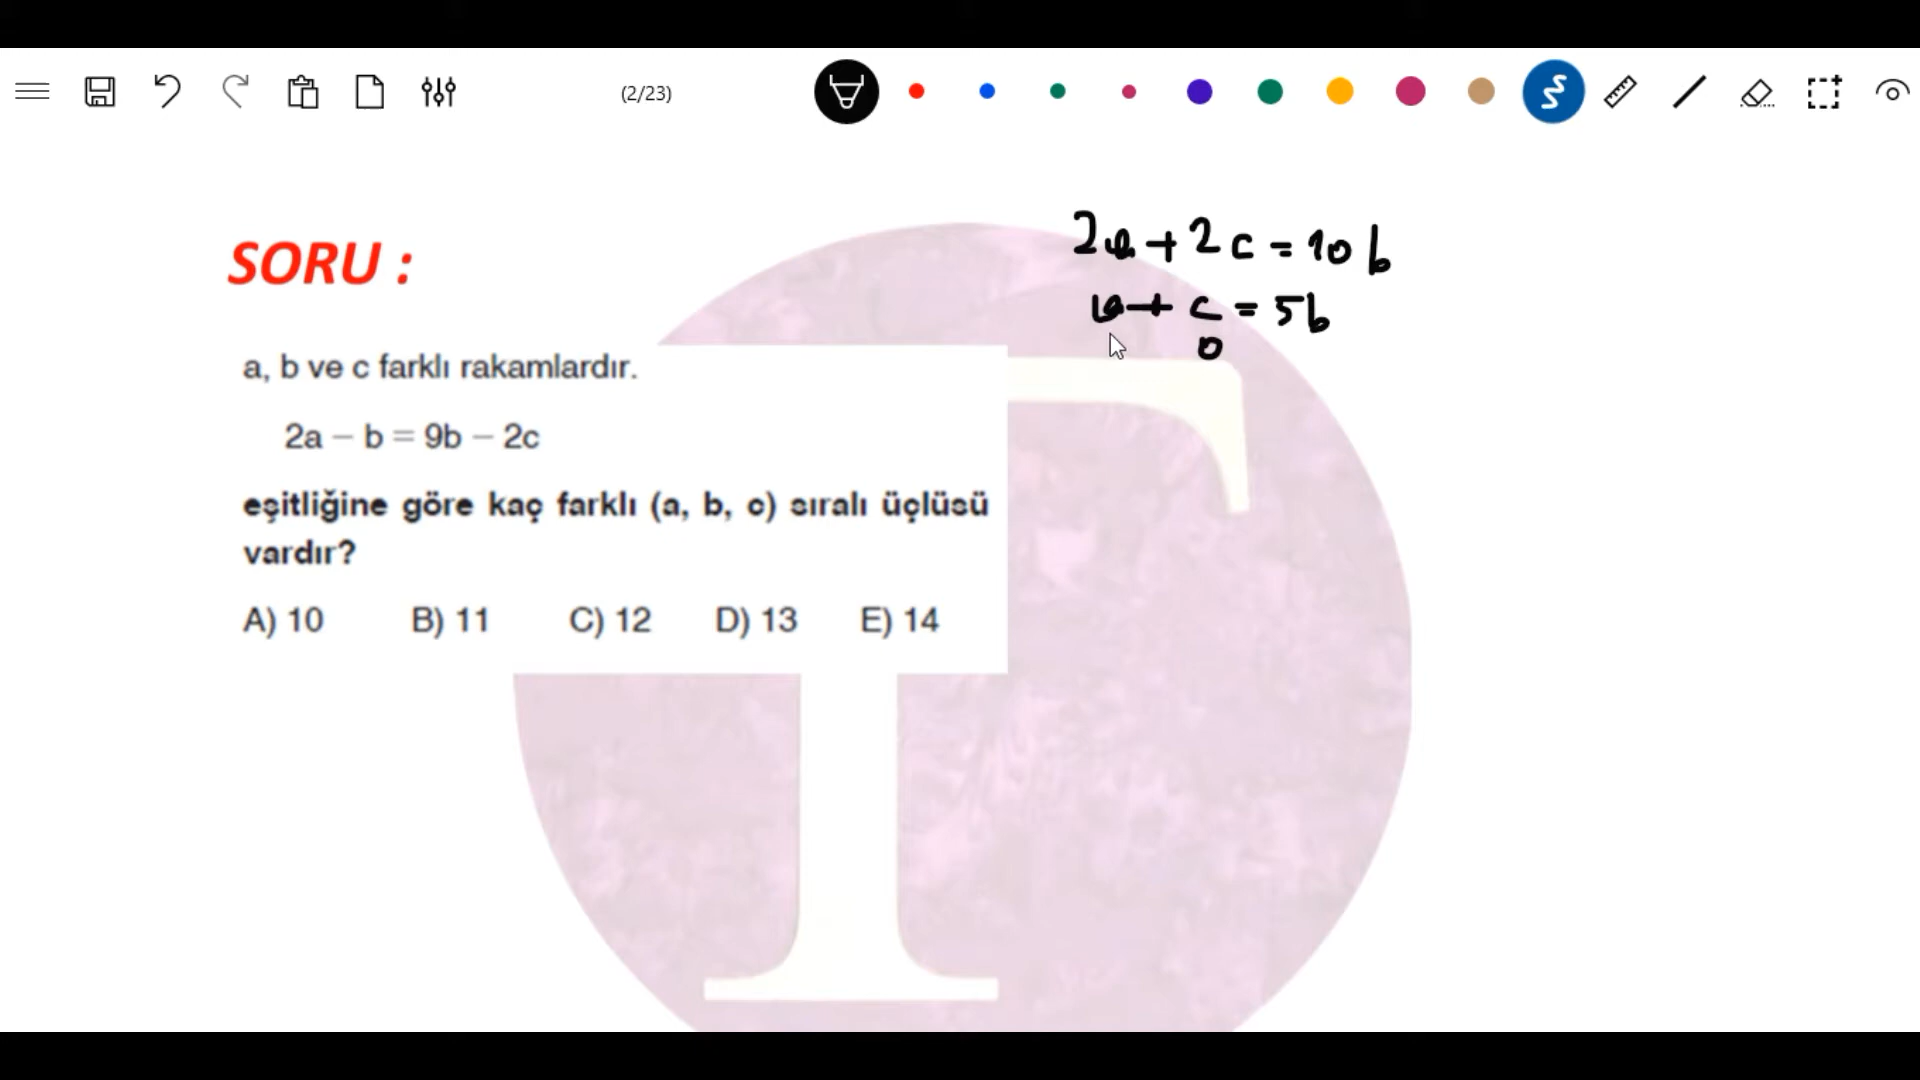 (2/23)
2a + 2c = 10b
SORU :
a + c = 5b
0
a, b ve c farklı rakamlardır.
2a − b = 9b − 2c
eşitliğine göre kaç farklı (a, b, c) sıralı üçlüsü
vardır?
A) 10 B) 11 C) 12 D) 13 E) 14